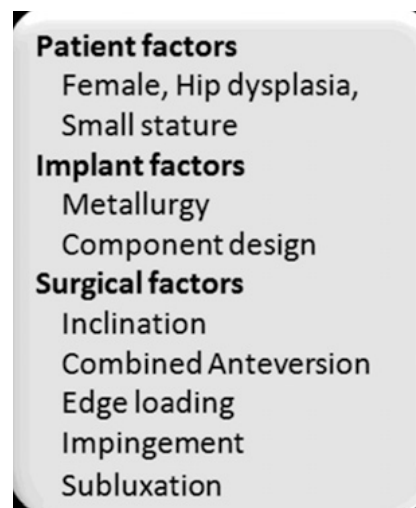 Patient factors
Female, Hip dysplasia,
Small stature
Implant factors
Metallurgy
Component design
Surgical factors
Inclination
Combined Anteversion
Edge loading
Impingement
Subluxation